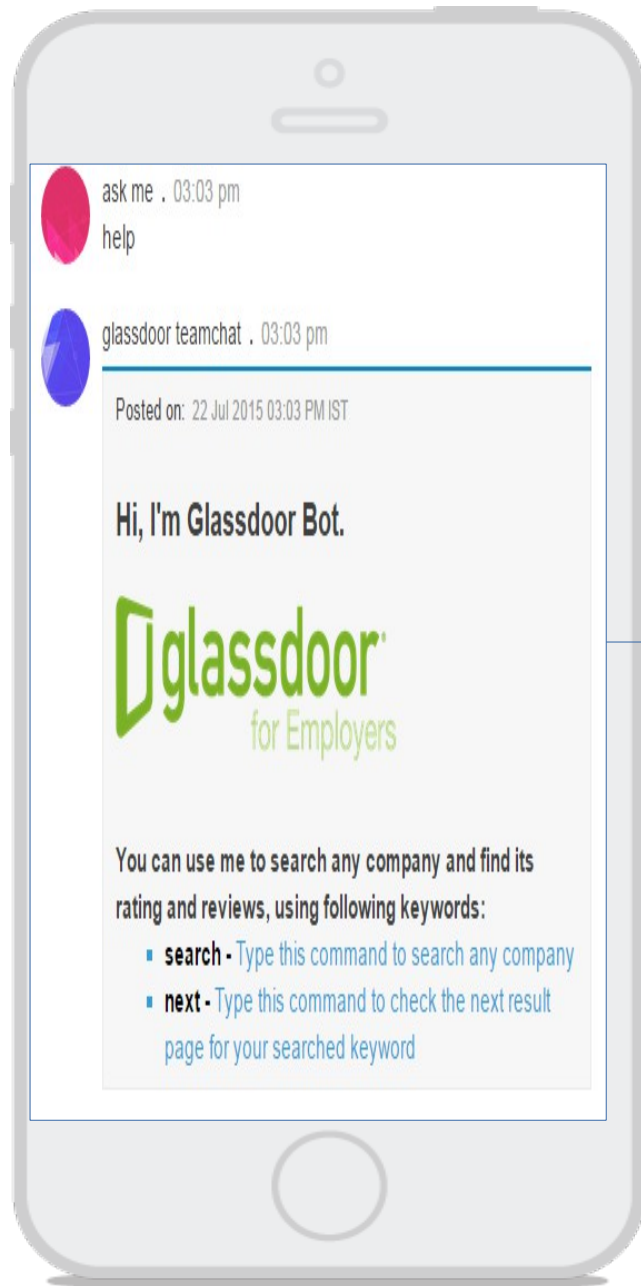 ask me . 03:03 pm
help
glassdoor teamchat . 03:03 pm
Posted on: 22 Jul 2015 03:03 PM IST
Hi, I'm Glassdoor Bot.
glassdoor
for Employers
You can use me to search any company and find its
rating and reviews, using following keywords:
search - Type this command to search any company
next - Type this command to check the next result
page for your searched keyword